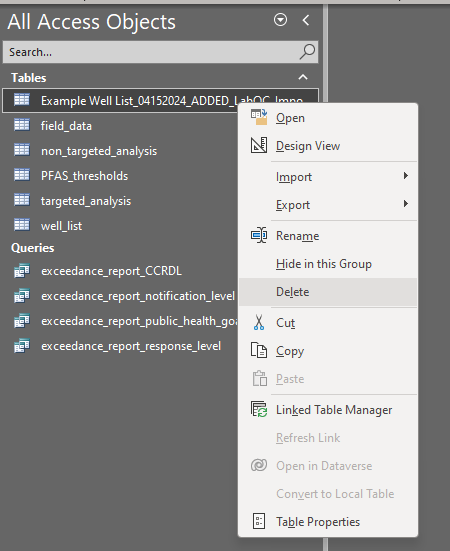 All Access Objects
Search...
Tables
Example Well List_04152024_ADDED_LabQC_Impo
field_data
non_targeted_analysis
PFAS_thresholds
targeted_analysis
well_list
Queries
exceedance_report_CCRDL
exceedance_report_notification_level
exceedance_report_public_health_goa
exceedance_report_response_level
Open
Design View
Import
Export
Rename
Hide in this Group
Delete
Cut
Copy
Paste
Linked Table Manager
Refresh Link
Open in Dataverse
Convert to Local Table
Table Properties